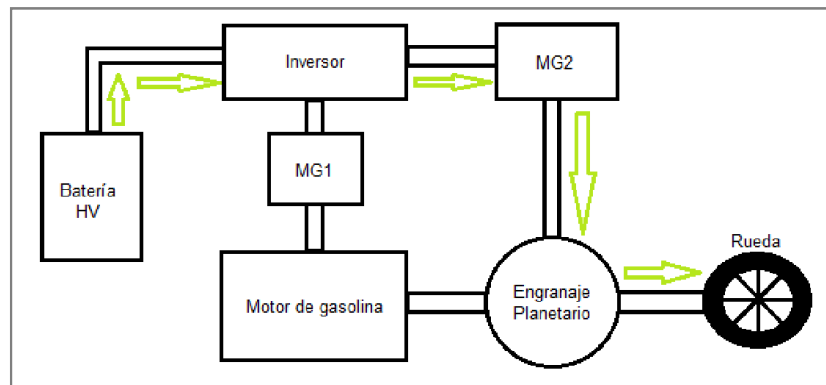 Inversor
MG2
Batería
HV
MG1
Rueda
Motor de gasolina
Engranaje
Planetario